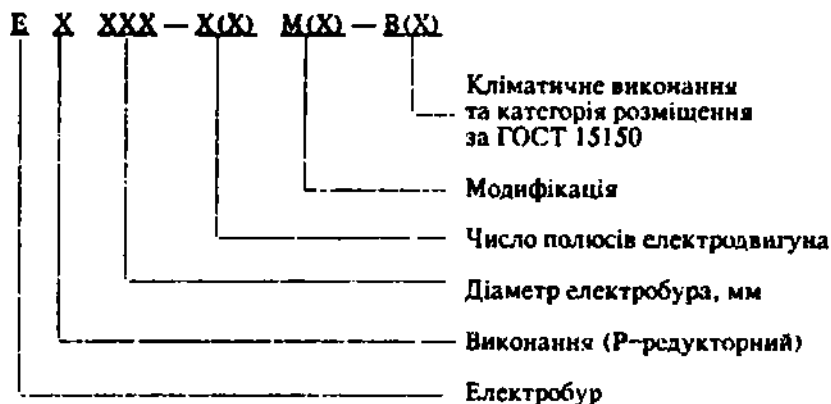 Е Х ХХХ — Х(Х) М(Х) — В(Х)
Кліматичне виконання
та категорія розміщення
за ГОСТ 15150
Модифікація
Число полюсів електродвигуна
Діаметр електробура, мм
Виконання (Р-редукторний)
Електробур